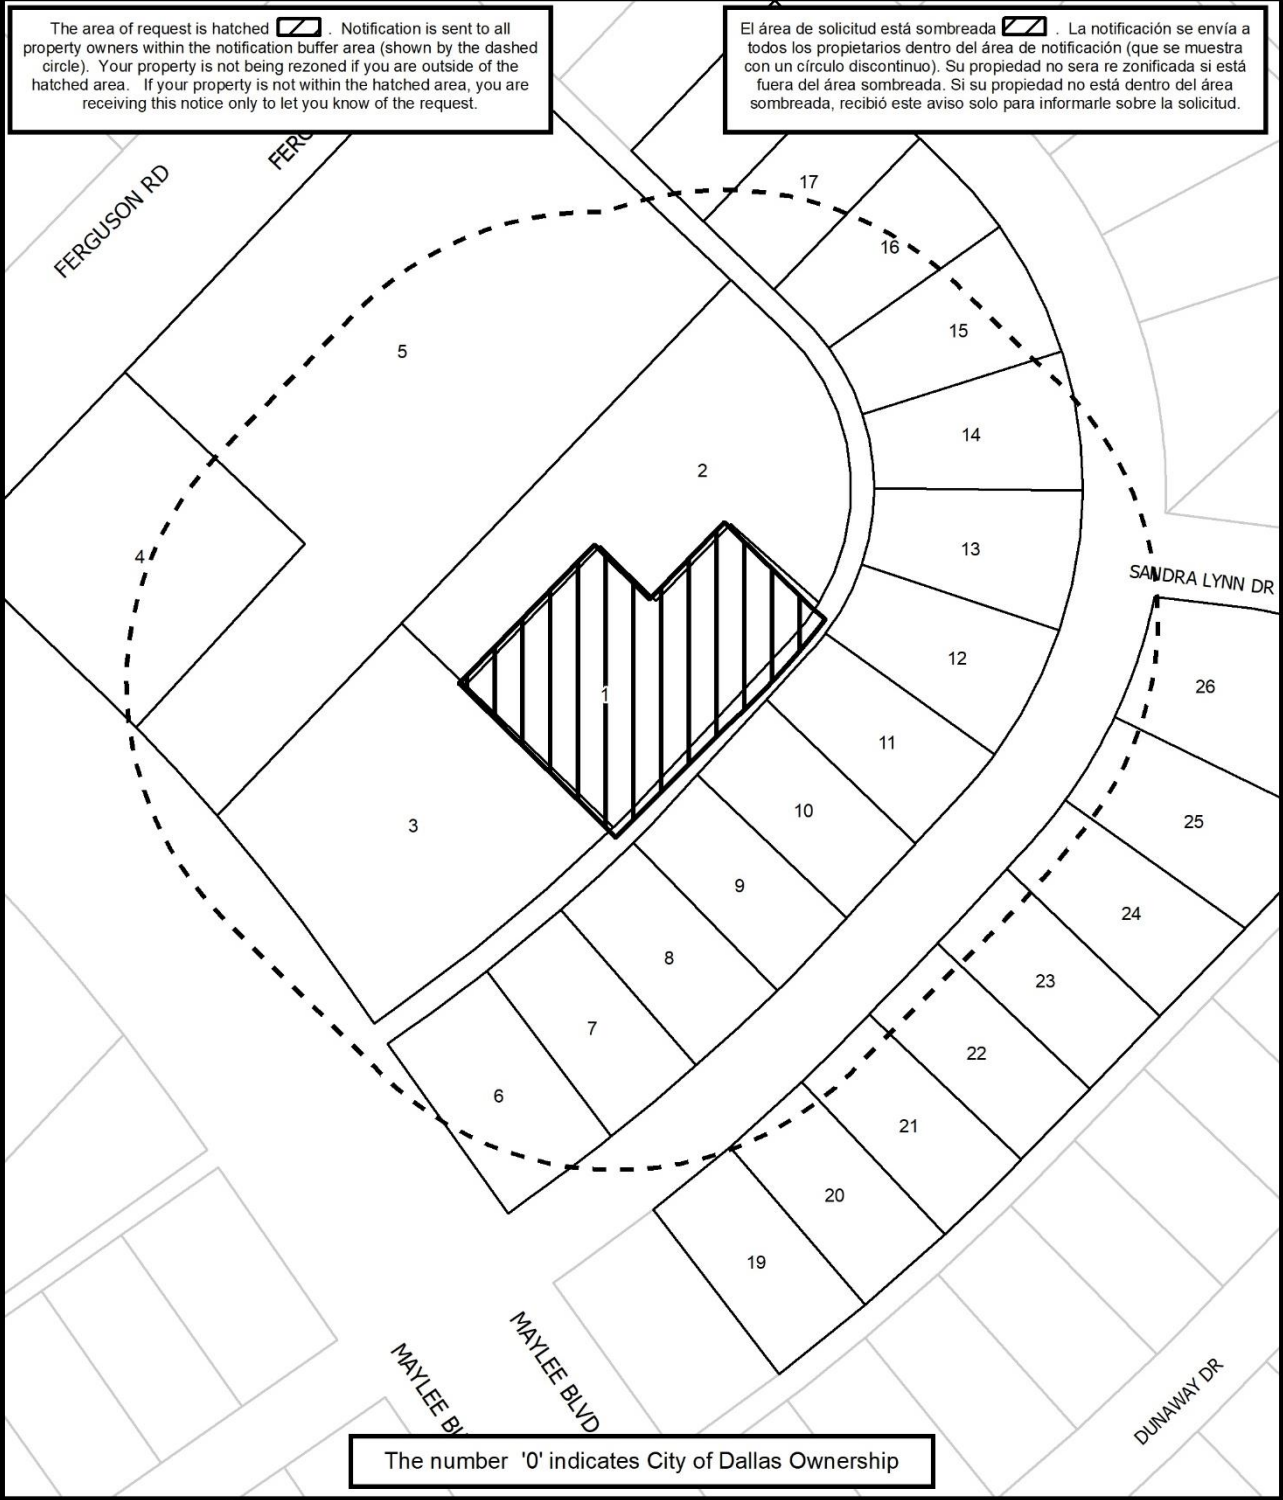 The area of request is hatched . Notification is sent to all
property owners within the notification buffer area (shown by the dashed
circle). Your property is not being rezoned if you are outside of the
hatched area. If your property is not within the hatched area, you are
receiving this notice only to let you know of the request.
El área de solicitud está sombreada . La notificación se envía a
todos los propietarios dentro del área de notificación (que se muestra
con un círculo discontinuo). Su propiedad no sera re zonificada si está
fuera del área sombreada. Si su propiedad no está dentro del área
sombreada, recibió este aviso solo para informarle sobre la solicitud.
FERG
FERGUSON RD
17
16
15
5
14
2
13
4
SANDRA LYNN DR
12
26
1
11
10
25
3
9
24
8
23
7
22
6
21
20
19
MAYLEE BLVD
MAYLEE BL
DUNAWAY DR
The number '0' indicates City of Dallas Ownership